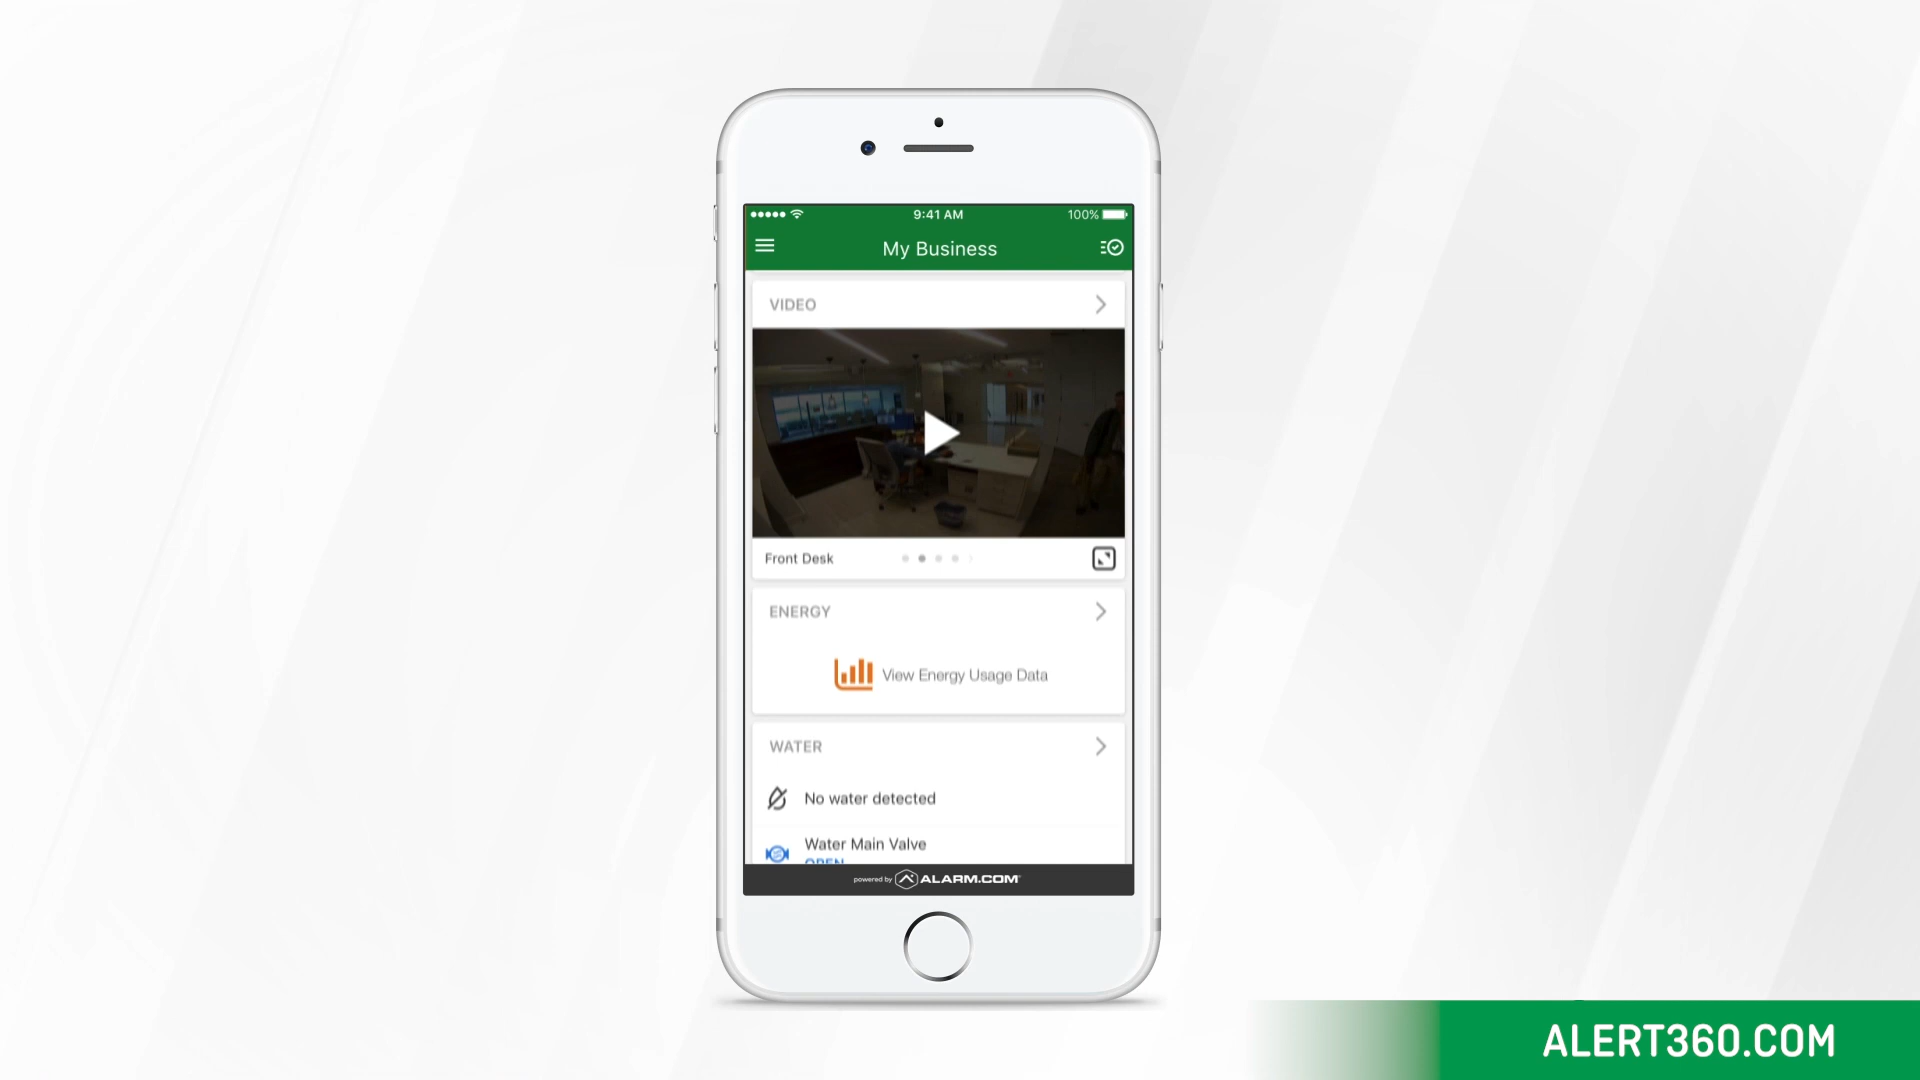 9:41 AM
100%
My Business
VIDEO
Front Desk
ENERGY
View Energy Usage Data
WATER
No water detected
Water Main Valve
OPEN
powered by ALARM.COM
ALERT360.COM